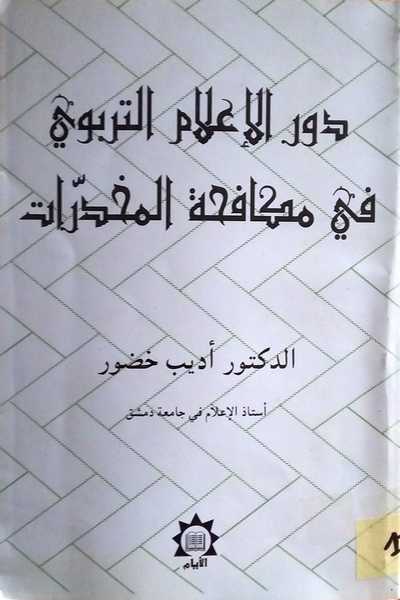 دور الإعلام التربوي
في مكافحة المخدّرات
الدكتور أديب خضور
أستاذ الإعلام في جامعة دمشق
الأيام